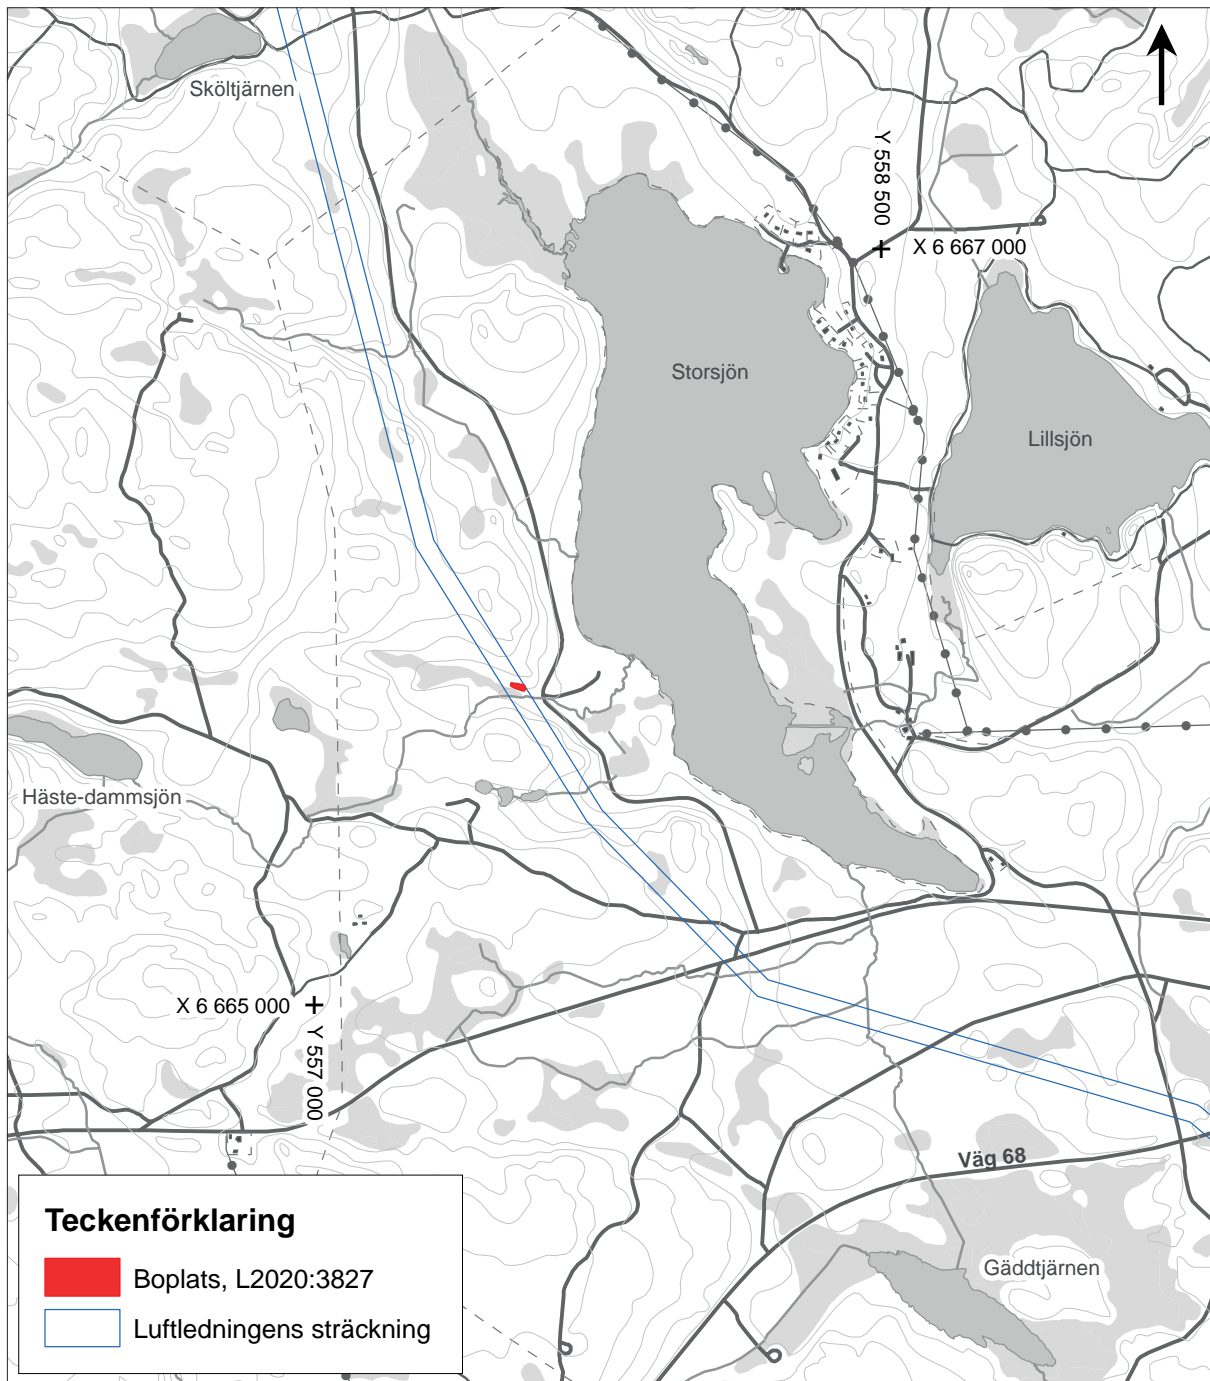 Sköltjärnen
Y 558 500
X 6 667 000
Storsjön
Lillsjön
Häste-dammsjön
X 6 665 000
Y 557 000
Väg 68
Gäddtjärnen
Teckenförklaring
Boplats, L2020:3827
Luftledningens sträckning